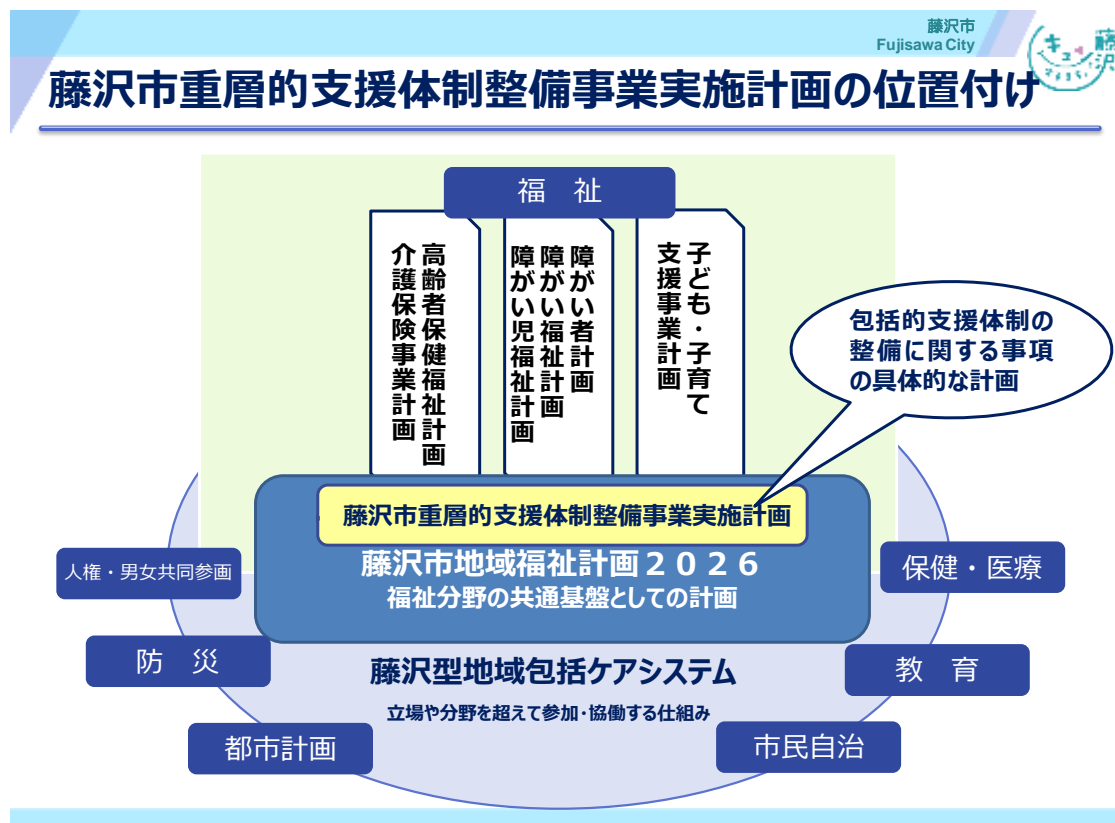 藤沢市
Fujisawa City
キュンとするまち。藤沢
藤沢市重層的支援体制整備事業実施計画の位置付け
福 祉
高齢者保健福祉計画
介護保険事業計画
障がい者計画
障がい福祉計画
障がい児福祉計画
子ども・子育て
支援事業計画
包括的支援体制の
整備に関する事項
の具体的な計画
藤沢市重層的支援体制整備事業実施計画
藤沢市地域福祉計画２０２６
福祉分野の共通基盤としての計画
人権・男女共同参画
保健・医療
防 災
教 育
藤沢型地域包括ケアシステム
立場や分野を超えて参加・協働する仕組み
都市計画
市民自治